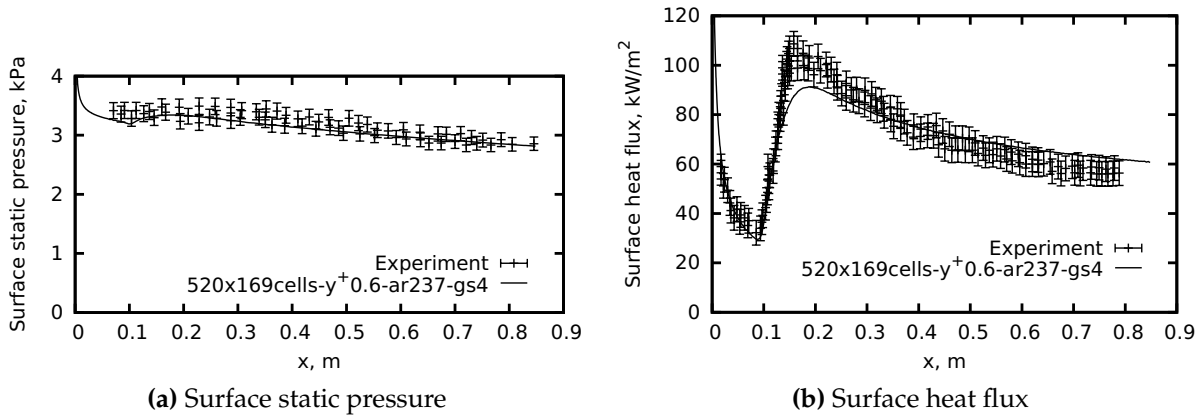 Surface static pressure, kPa
4
3
2
1
0
0 0.1 0.2 0.3 0.4 0.5 0.6 0.7 0.8 0.9
x, m
Experiment
520x169cells-y+0.6-ar237-gs4
(a) Surface static pressure
Surface heat flux, kW/m²
120
100
80
60
40
20
0
0 0.1 0.2 0.3 0.4 0.5 0.6 0.7 0.8 0.9
x, m
Experiment
520x169cells-y+0.6-ar237-gs4
(b) Surface heat flux